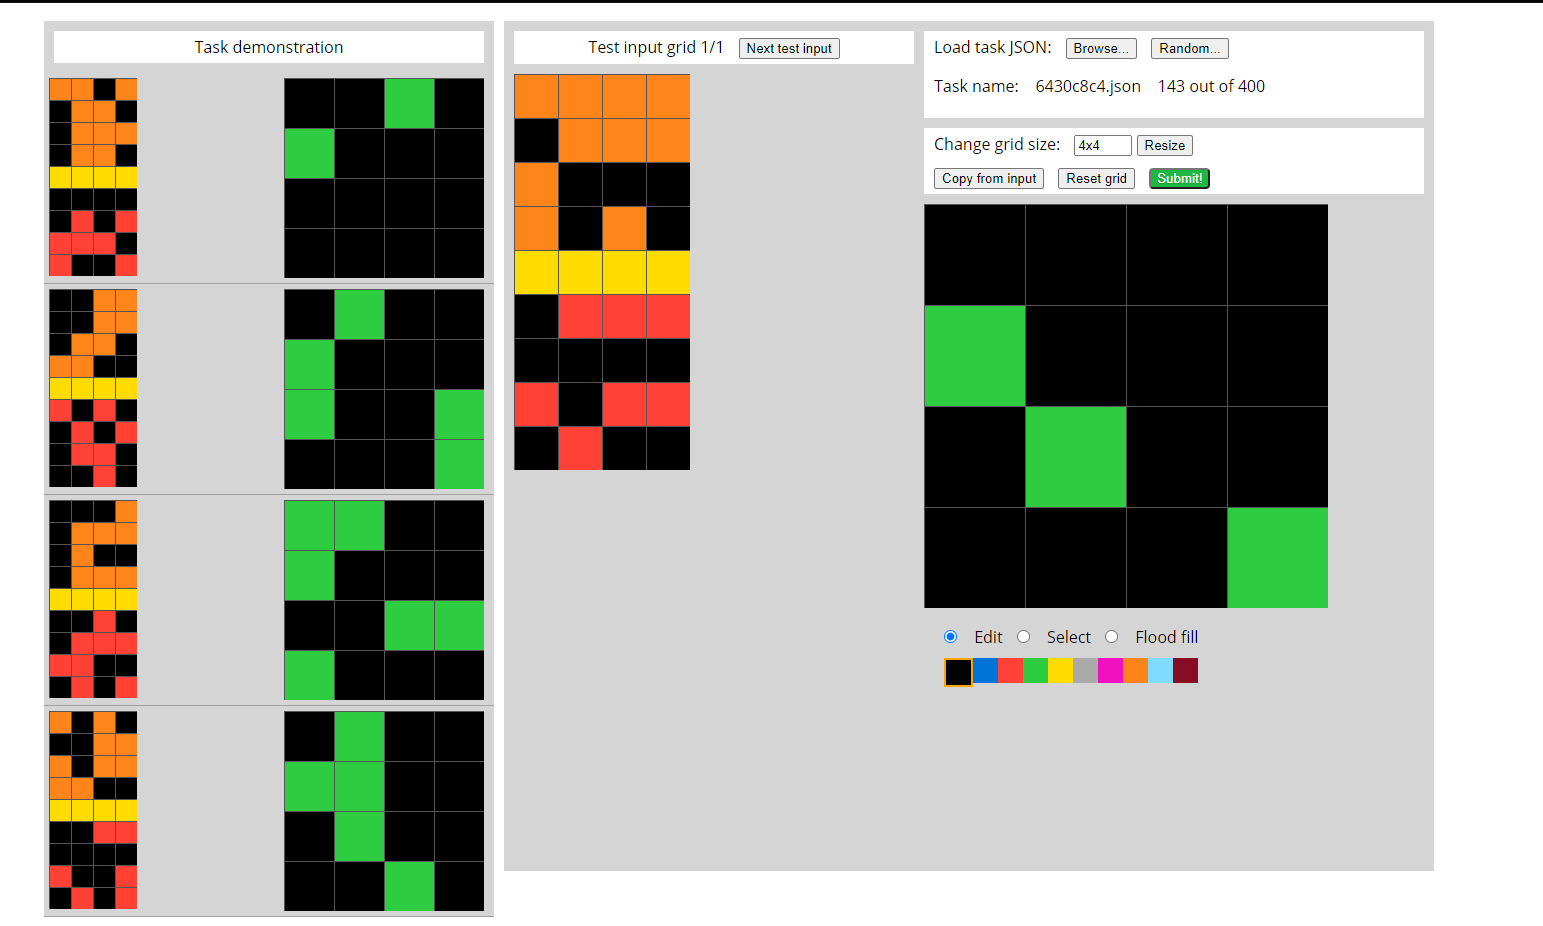 Task demonstration
Test input grid 1/1 Next test input
Load task JSON: Browse... Random...
Task name: 6430c8c4.json 143 out of 400
Change grid size: 4x4 Resize
Copy from input Reset grid Submit!
Edit Select Flood fill